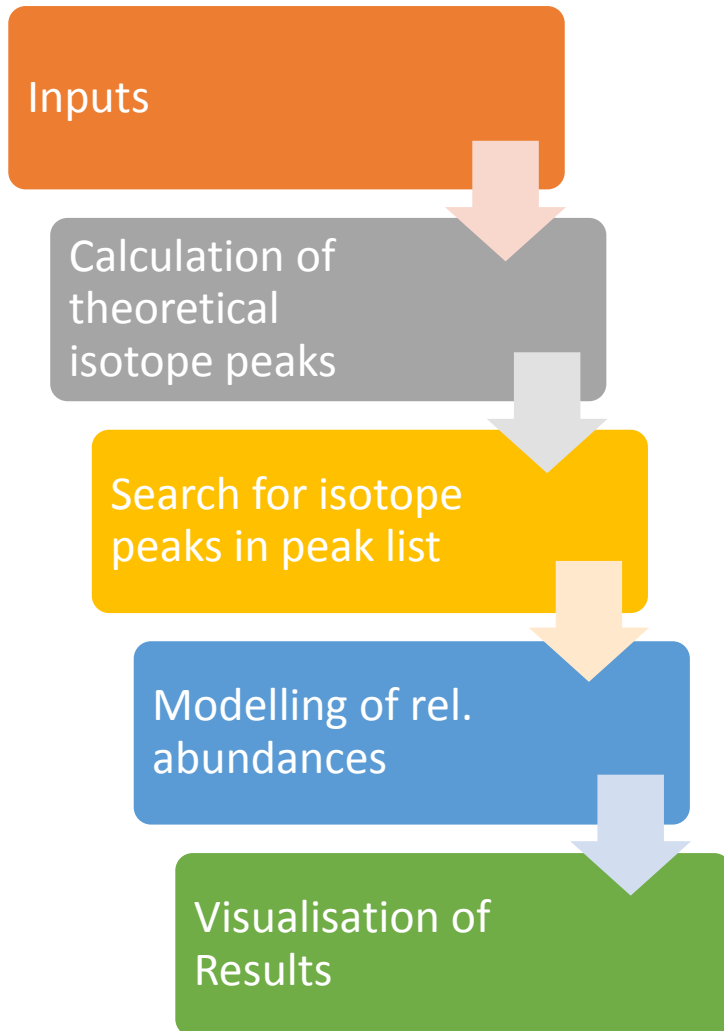 Inputs
Calculation of
theoretical
isotope peaks
Search for isotope
peaks in peak list
Modelling of rel.
abundances
Visualisation of
Results